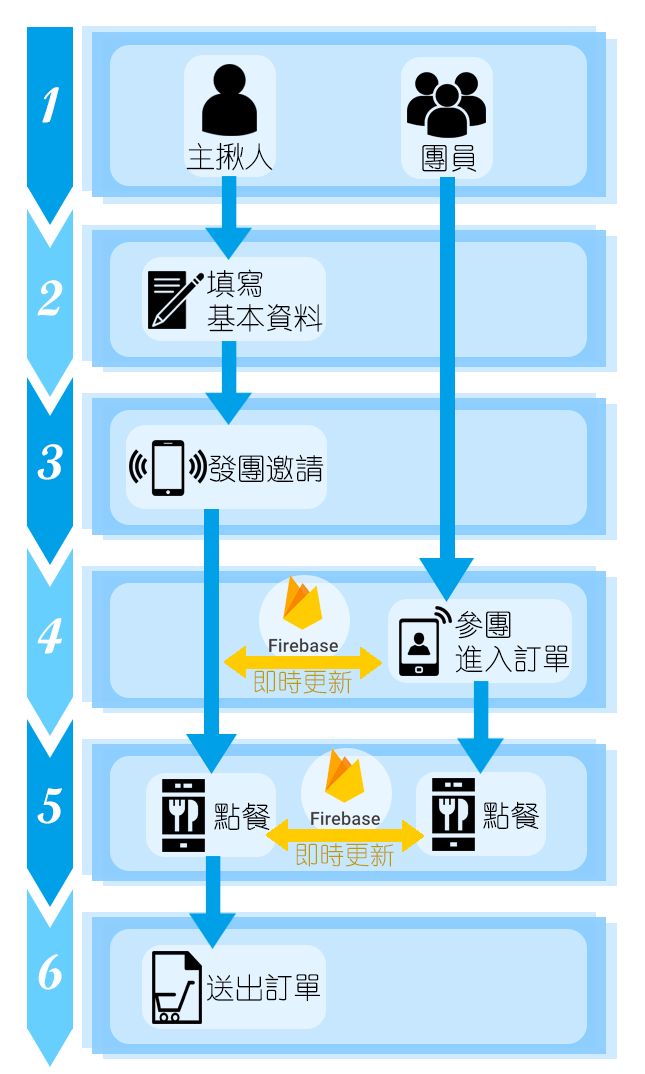 1
主揪人
團員
2
填寫
基本資料
3
發團邀請
4
Firebase
即時更新
參團
進入訂單
5
點餐
Firebase
即時更新
點餐
6
送出訂單